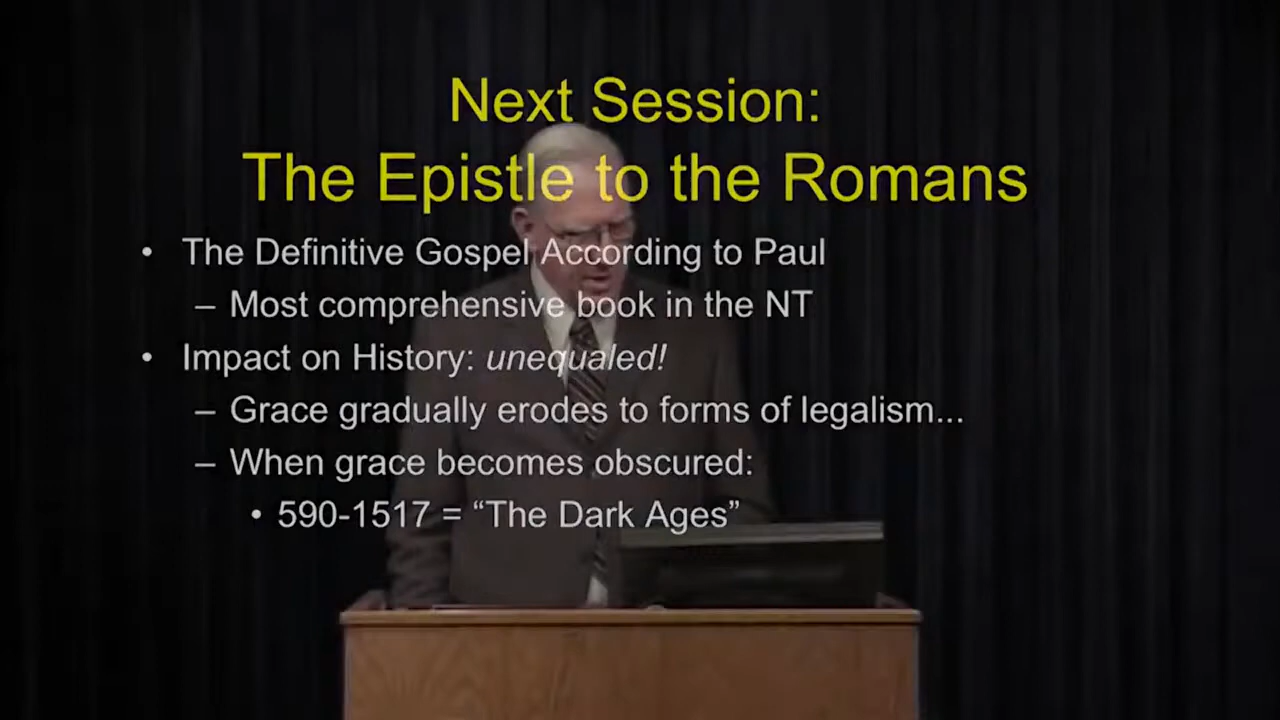 Next Session:
The Epistle to the Romans
• The Definitive Gospel According to Paul
– Most comprehensive book in the NT
• Impact on History: unequaled!
– Grace gradually erodes to forms of legalism...
– When grace becomes obscured:
• 590-1517 = “The Dark Ages”